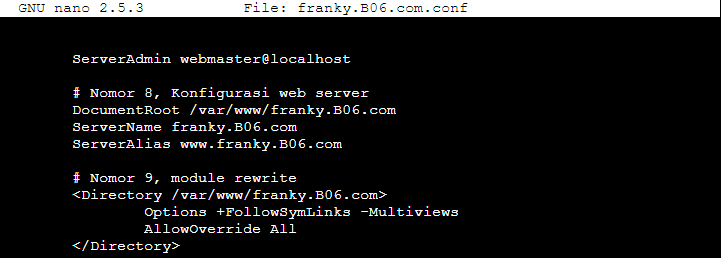 GNU nano 2.5.3 File: franky.B06.com.conf
ServerAdmin webmaster@localhost
# Nomor 8, Konfigurasi web server
DocumentRoot /var/www/franky.B06.com
ServerName franky.B06.com
ServerAlias www.franky.B06.com
# Nomor 9, module rewrite
<Directory /var/www/franky.B06.com>
Options +FollowSymLinks -Multiviews
AllowOverride All
</Directory>